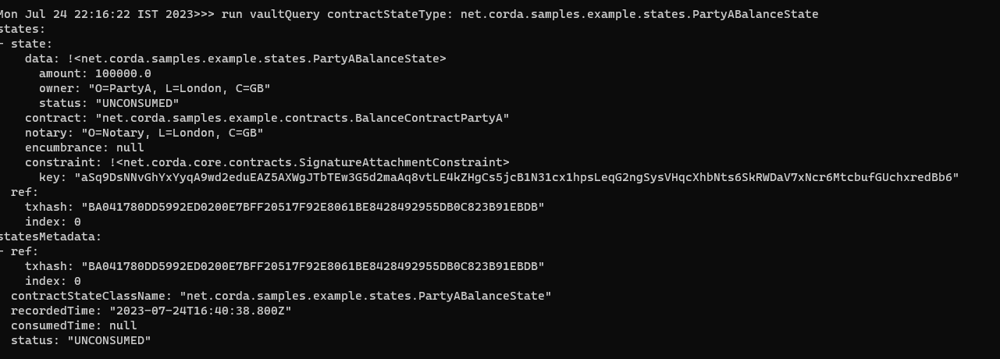 Mon Jul 24 22:16:22 IST 2023>>> run vaultQuery contractStateType: net.corda.samples.example.states.PartyABalanceState
states:
- state:
data: !<net.corda.samples.example.states.PartyABalanceState>
amount: 100000.0
owner: "O=PartyA, L=London, C=GB"
status: "UNCONSUMED"
contract: "net.corda.samples.example.contracts.BalanceContractPartyA"
notary: "O=Notary, L=London, C=GB"
encumbrance: null
constraint: !<net.corda.core.contracts.SignatureAttachmentConstraint>
key: "aSq9DsNNvGhYxYyqA9wd2eduEAZ5AXWgJTbTEw3G5d2maAq8vtLE4kZHgCs5jcB1N31cx1hpsLeqG2ngSysVHqcXhbNts6SkRWDaV7xNcr6MtcbufGUchxredBb6"
ref:
txhash: "BA041780DD5992ED0200E7BFF20517F92E8061BE8428492955DB0C823B91EBDB"
index: 0
statesMetadata:
- ref:
txhash: "BA041780DD5992ED0200E7BFF20517F92E8061BE8428492955DB0C823B91EBDB"
index: 0
contractStateClassName: "net.corda.samples.example.states.PartyABalanceState"
recordedTime: "2023-07-24T16:40:38.800Z"
consumedTime: null
status: "UNCONSUMED"